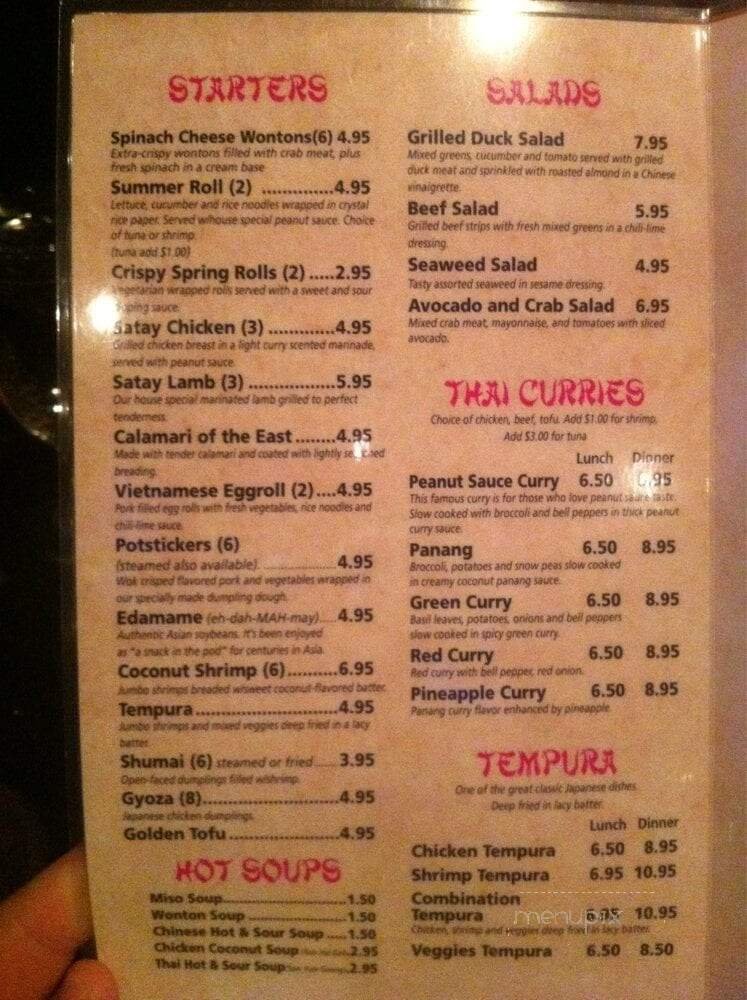 STARTERS
Spinach Cheese Wontons(6) 4.95
Extra-crispy wontons filled with crab meat, plus
fresh spinach in a cream base
Summer Roll (2) ..............4.95
Lettuce, cucumber and rice noodles wrapped in crystal
rice paper. Served w/house special peanut sauce. Choice
of tuna or shrimp.
(tuna add $1.00)
Crispy Spring Rolls (2) .....2.95
Vegetarian wrapped rolls served with a sweet and sour
dipping sauce.
Satay Chicken (3) ..............4.95
Grilled chicken breast in a light curry scented marinade,
served with peanut sauce.
Satay Lamb (3) .................5.95
Our house special marinated lamb grilled to perfect
tenderness.
Calamari of the East ........4.95
Made with tender calamari and coated with lightly seasoned
breading.
Vietnamese Eggroll (2)....4.95
Pork filled egg rolls with fresh vegetables, rice noodles and
chili-lime sauce.
Potstickers (6)
(steamed also available). ..................4.95
Wok crisped flavored pork and vegetables wrapped in
our specially made dumpling dough.
Edamame (eh-dah-MAH-may)....4.95
Authentic Asian soybeans. It's been enjoyed
as "a snack in the pod" for centuries in Asia.
Coconut Shrimp (6)..........6.95
Jumbo shrimps breaded w/sweet coconut-flavored batter.
Tempura............................4.95
Jumbo shrimps and mixed veggies deep fried in a lacy
batter.
Shumai (6) steamed or fried ...... 3.95
Open-faced dumplings filled w/shrimp.
Gyoza (8)...........................4.95
Japanese chicken dumplings.
Golden Tofu ......................4.95
HOT SOUPS
Miso Soup.............................1.50
Wonton Soup .......................1.50
Chinese Hot & Sour Soup .....1.50
Chicken Coconut Soup 2.95
Thai Hot & Sour Soup 2.95
SALADS
Grilled Duck Salad 7.95
Mixed greens, cucumber and tomato served with grilled
duck meat and sprinkled with roasted almond in a Chinese
vinaigrette.
Beef Salad 5.95
Grilled beef strips with fresh mixed greens in a chili-lime
dressing.
Seaweed Salad 4.95
Tasty assorted seaweed in sesame dressing.
Avocado and Crab Salad 6.95
Mixed crab meat, mayonnaise, and tomatoes with sliced
avocado.
THAI CURRIES
Choice of chicken, beef, tofu. Add $1.00 for shrimp,
Add $3.00 for tuna
Lunch Dinner
Peanut Sauce Curry 6.50
This famous curry is for those who love peanut sauce taste.
Slow cooked with broccoli and bell peppers in thick peanut
curry sauce.
Panang 6.50 8.95
Broccoli, potatoes and snow peas slow cooked
in creamy coconut panang sauce.
Green Curry 6.50 8.95
Basil leaves, potatoes, onions and bell peppers
slow cooked in spicy green curry.
Red Curry 6.50 8.95
Red curry with bell pepper, red onion.
Pineapple Curry 6.50 8.95
Panang curry flavor enhanced by pineapple.
TEMPURA
One of the great classic Japanese dishes.
Deep fried in lacy batter.
Lunch Dinner
Chicken Tempura 6.50 8.95
Shrimp Tempura 6.95 10.95
Combination
Tempura 6.95 10.95
Chicken, shrimp and veggies deep fried in lacy batter.
Veggies Tempura 6.50 8.50
menupix